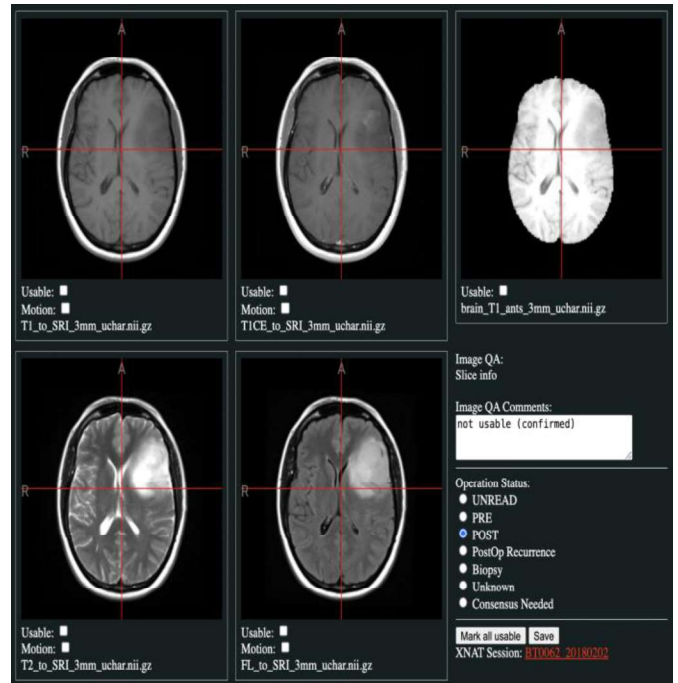 A
R
Usable:
Motion:
T1_to_SRI_3mm_uchar.nii.gz
A
R
Usable:
Motion:
T1CE_to_SRI_3mm_uchar.nii.gz
A
R
Usable:
brain_T1_ants_3mm_uchar.nii.gz
A
R
Usable:
Motion:
T2_to_SRI_3mm_uchar.nii.gz
A
R
Usable:
Motion:
FL_to_SRI_3mm_uchar.nii.gz
Image QA:
Slice info
Image QA Comments:
not usable (confirmed)
Operation Status:
UNREAD
PRE
POST
PostOp Recurrence
Biopsy
Unknown
Consensus Needed
Mark all usable Save
XNAT Session: BT0062_20180202